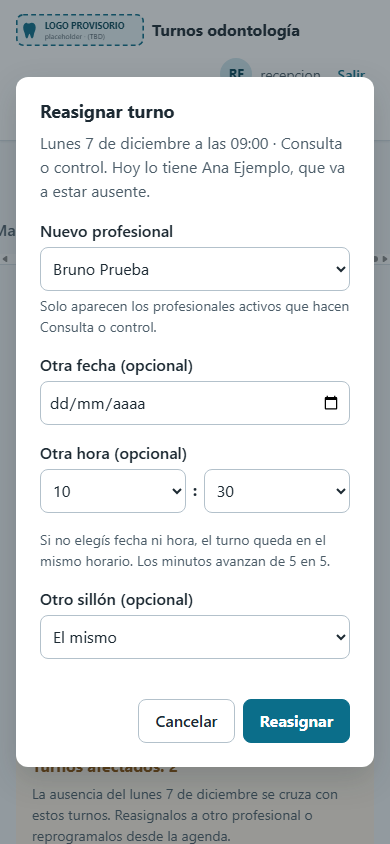 LOGO PROVISORIO
placeholder · (TBD)
Turnos odontología
RE
recepcion
Salir
Reasignar turno
Lunes 7 de diciembre a las 09:00 · Consulta
o control. Hoy lo tiene Ana Ejemplo, que va
a estar ausente.
Ma
Nuevo profesional
Bruno Prueba
Solo aparecen los profesionales activos que hacen
Consulta o control.
Otra fecha (opcional)
dd/mm/aaaa
Otra hora (opcional)
10 : 30
Si no elegís fecha ni hora, el turno queda en el
mismo horario. Los minutos avanzan de 5 en 5.
Otro sillón (opcional)
El mismo
Cancelar
Reasignar
Turnos afectados: 2
La ausencia del lunes 7 de diciembre se cruza con
estos turnos. Reasignalos a otro profesional o
reprogramalos desde la agenda.